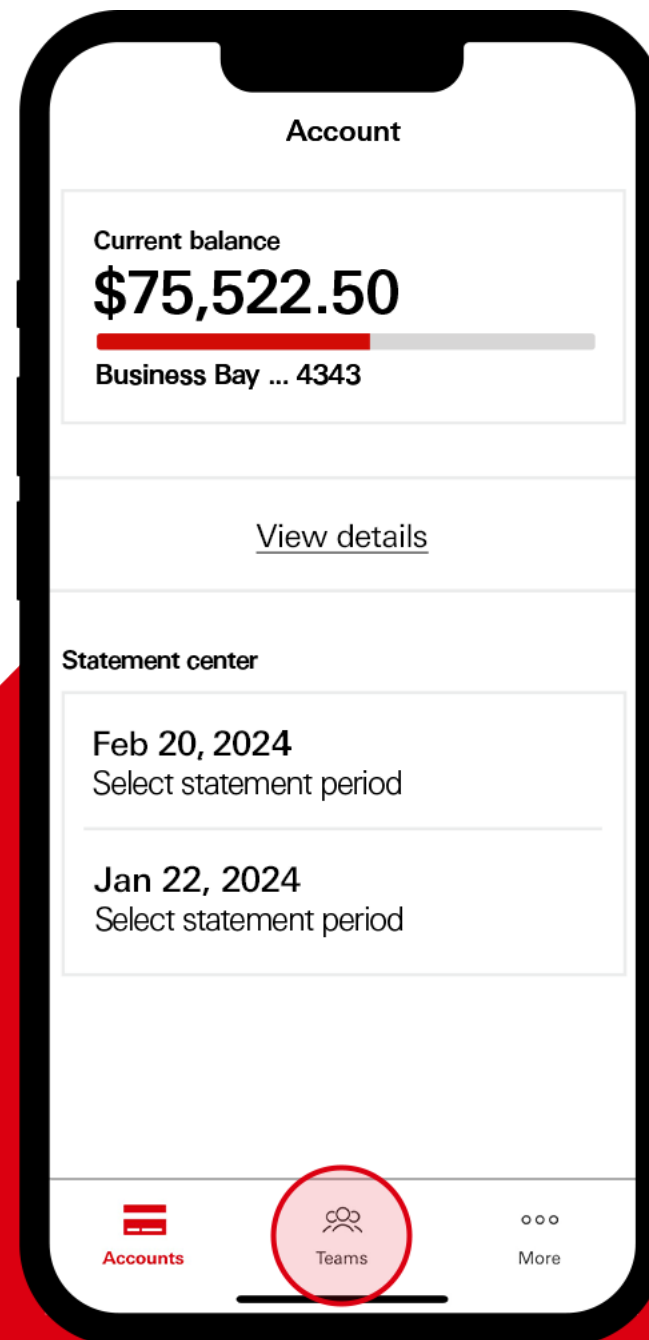 Account
Current balance
$75,522.50
Business Bay ... 4343
View details
Statement center
Feb 20, 2024
Select statement period
Jan 22, 2024
Select statement period
Accounts
Teams
More